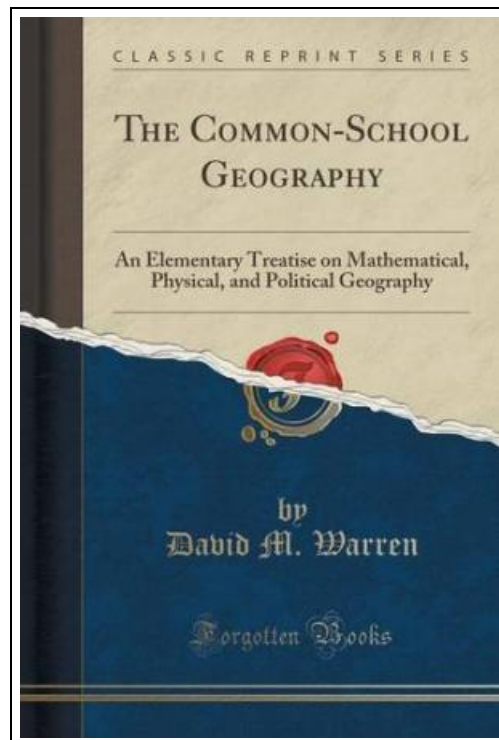 CLASSIC REPRINT SERIES
THE COMMON-SCHOOL
GEOGRAPHY
An Elementary Treatise on Mathematical,
Physical, and Political Geography
F
by
David M. Warren
Forgotten Books